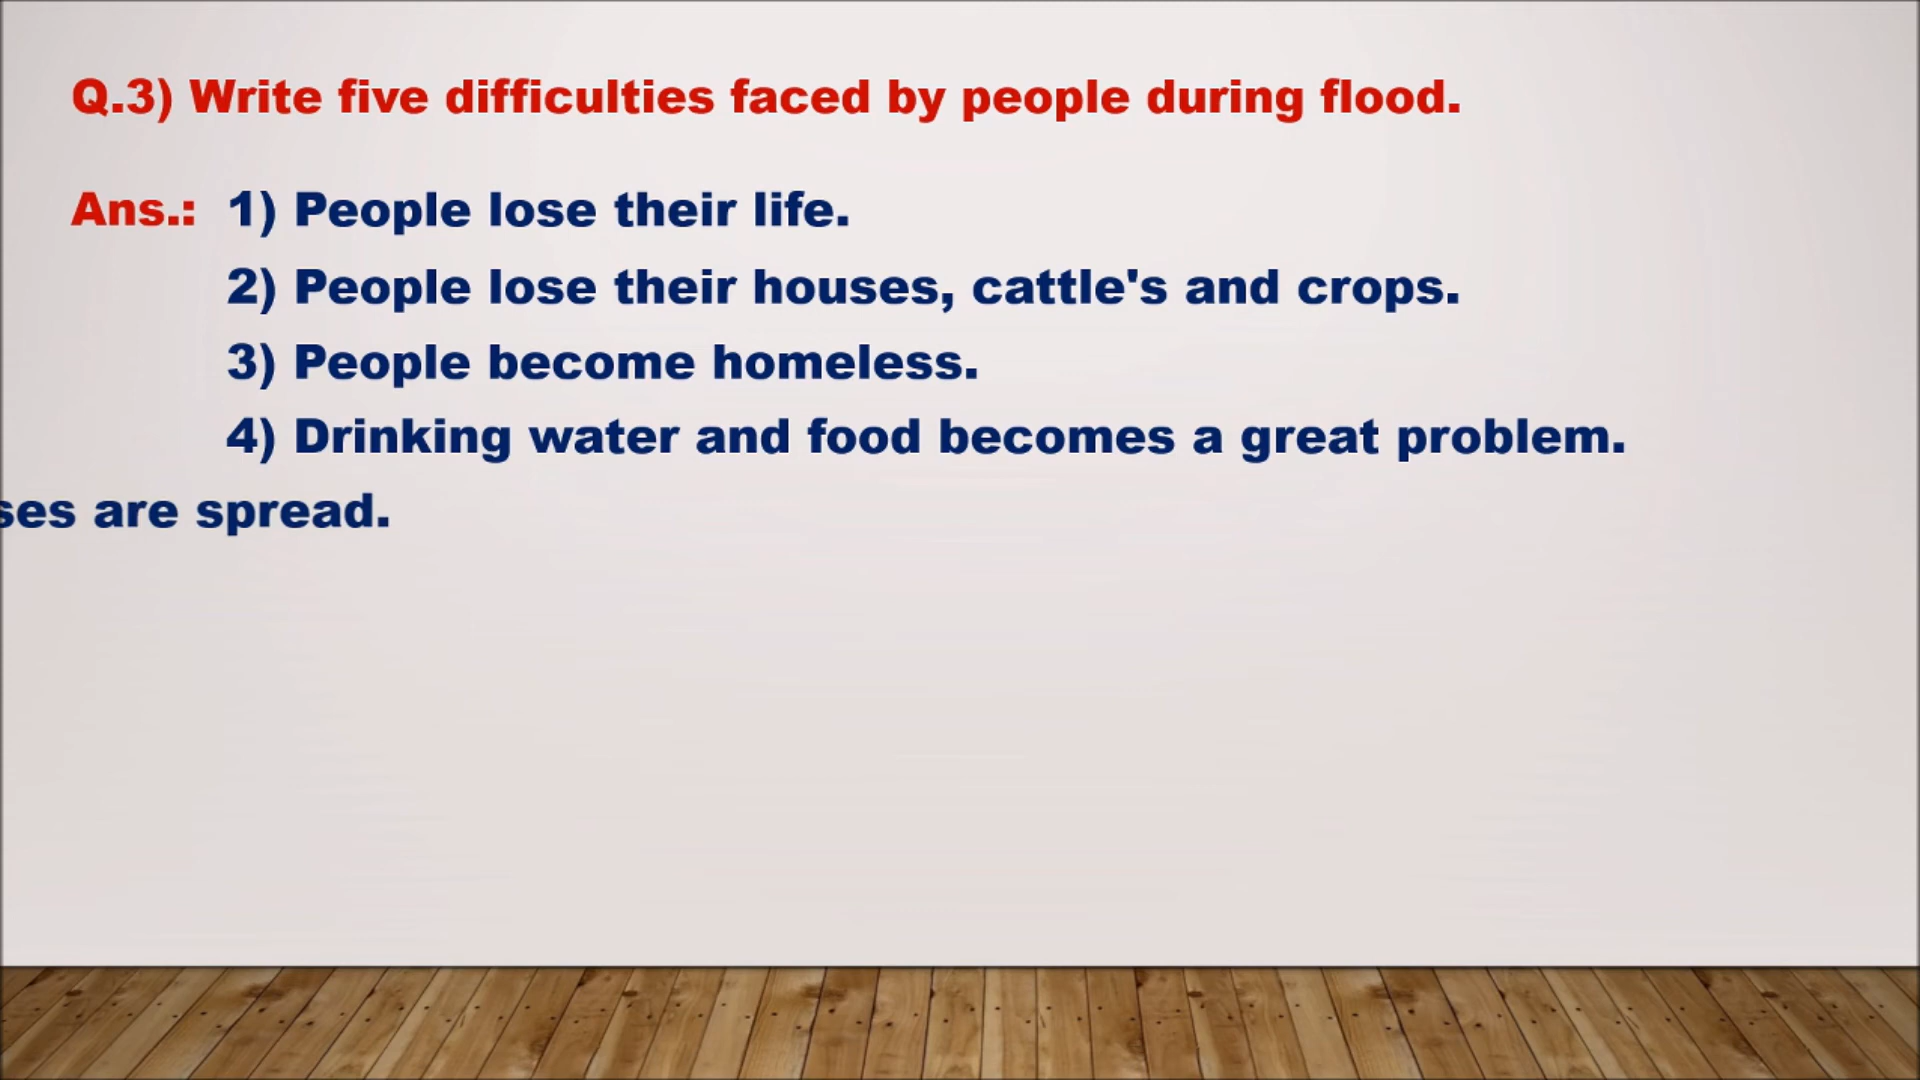 Q.3) Write five difficulties faced by people during flood.
Ans.: 1) People lose their life.
2) People lose their houses, cattle's and crops.
3) People become homeless.
4) Drinking water and food becomes a great problem.
are spread.